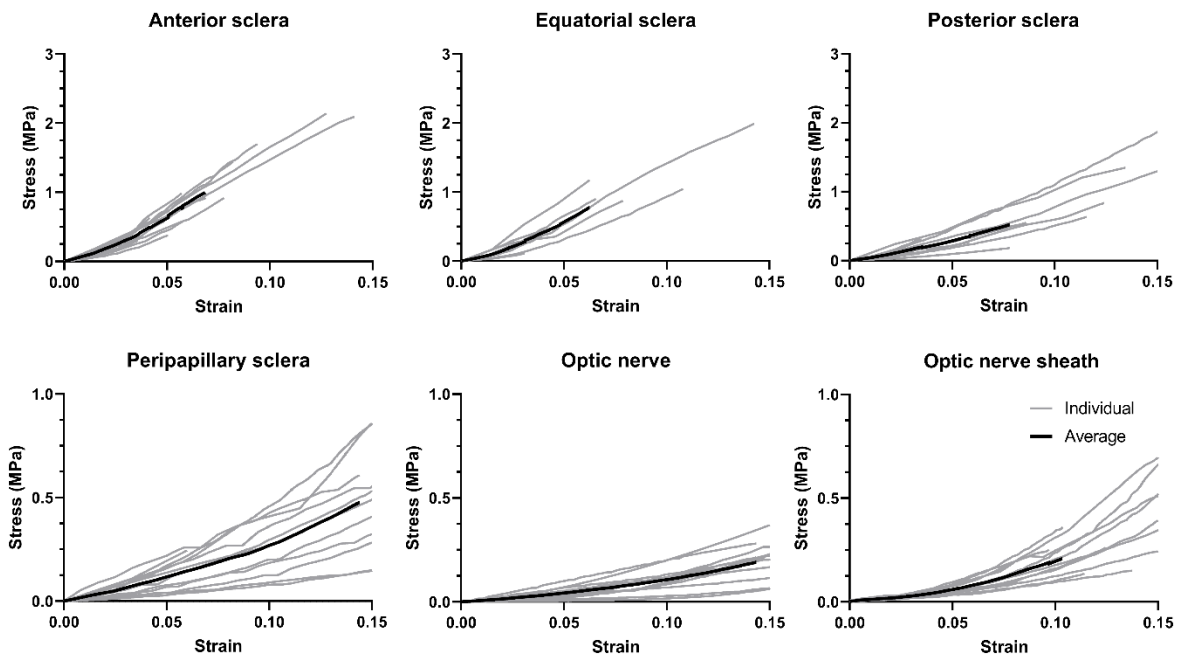 Anterior sclera
Stress (MPa)
3
2
1
0
0.00 0.05 0.10 0.15
Strain
Equatorial sclera
Stress (MPa)
3
2
1
0
0.00 0.05 0.10 0.15
Strain
Posterior sclera
Stress (MPa)
3
2
1
0
0.00 0.05 0.10 0.15
Strain
Peripapillary sclera
Stress (MPa)
1.0
0.5
0.0
0.00 0.05 0.10 0.15
Strain
Optic nerve
Stress (MPa)
1.0
0.5
0.0
0.00 0.05 0.10 0.15
Strain
Optic nerve sheath
Individual
Average
Stress (MPa)
1.0
0.5
0.0
0.00 0.05 0.10 0.15
Strain